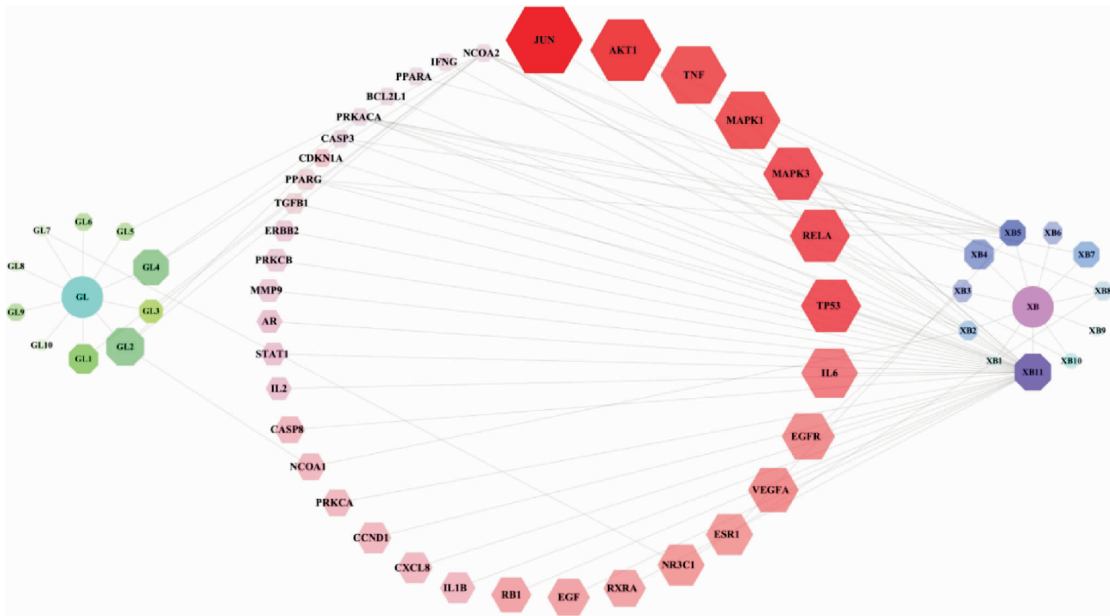 JUN
AKT1
TNF
MAPK1
MAPK3
RELA
TP53
IL6
EGFR
VEGFA
ESR1
NR3C1
RXRA
EGF
RB1
IL1B
CXCL8
CCND1
PRKCA
NCOA1
CASP8
IL2
STAT1
AR
MMP9
PRKCB
ERBB2
TGFB1
PPARG
CDKN1A
CASP3
PRKACA
BCL2L1
PPARA
IFNG
NCOA2
GL
GL6
GL5
GL4
GL3
GL2
GL1
GL10
GL9
GL8
GL7
XB
XB5
XB6
XB7
XB8
XB9
XB10
XB11
XB1
XB2
XB3
XB4